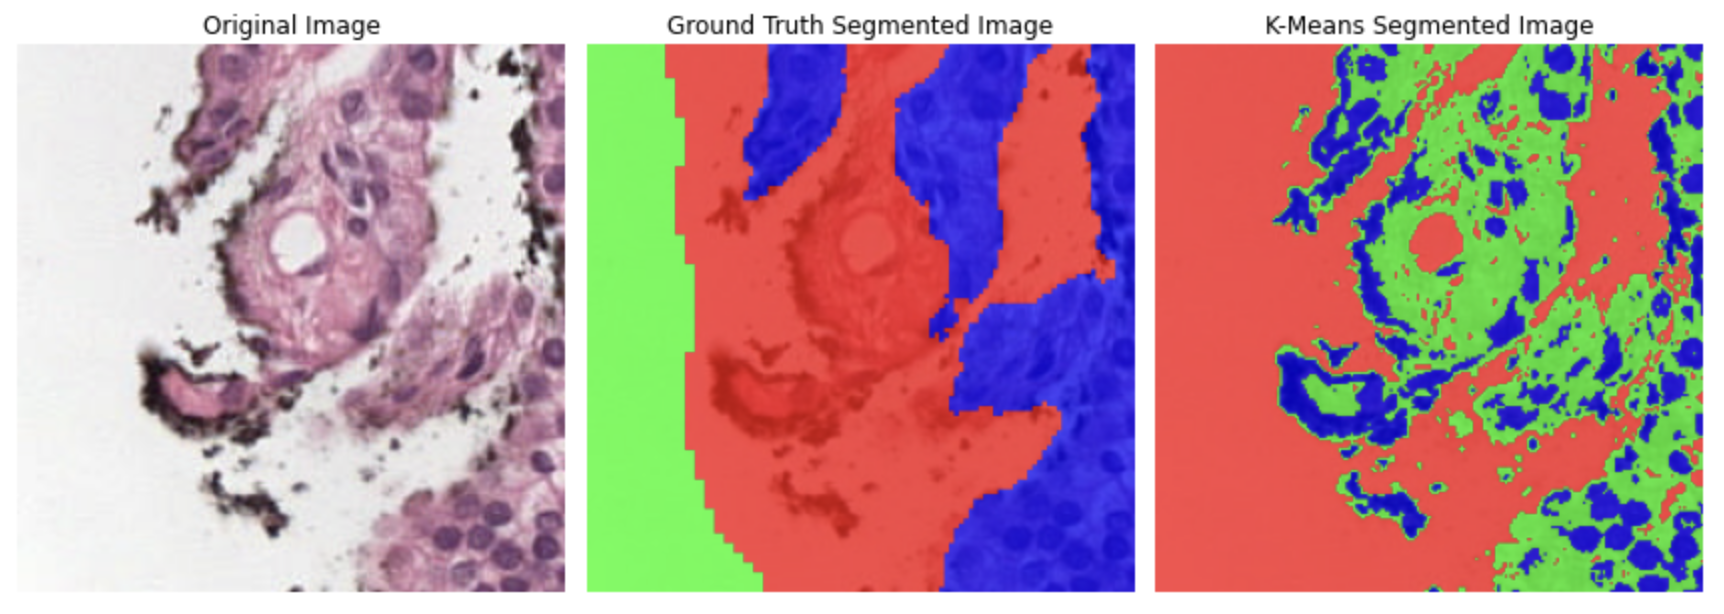 Original Image
Ground Truth Segmented Image
K-Means Segmented Image